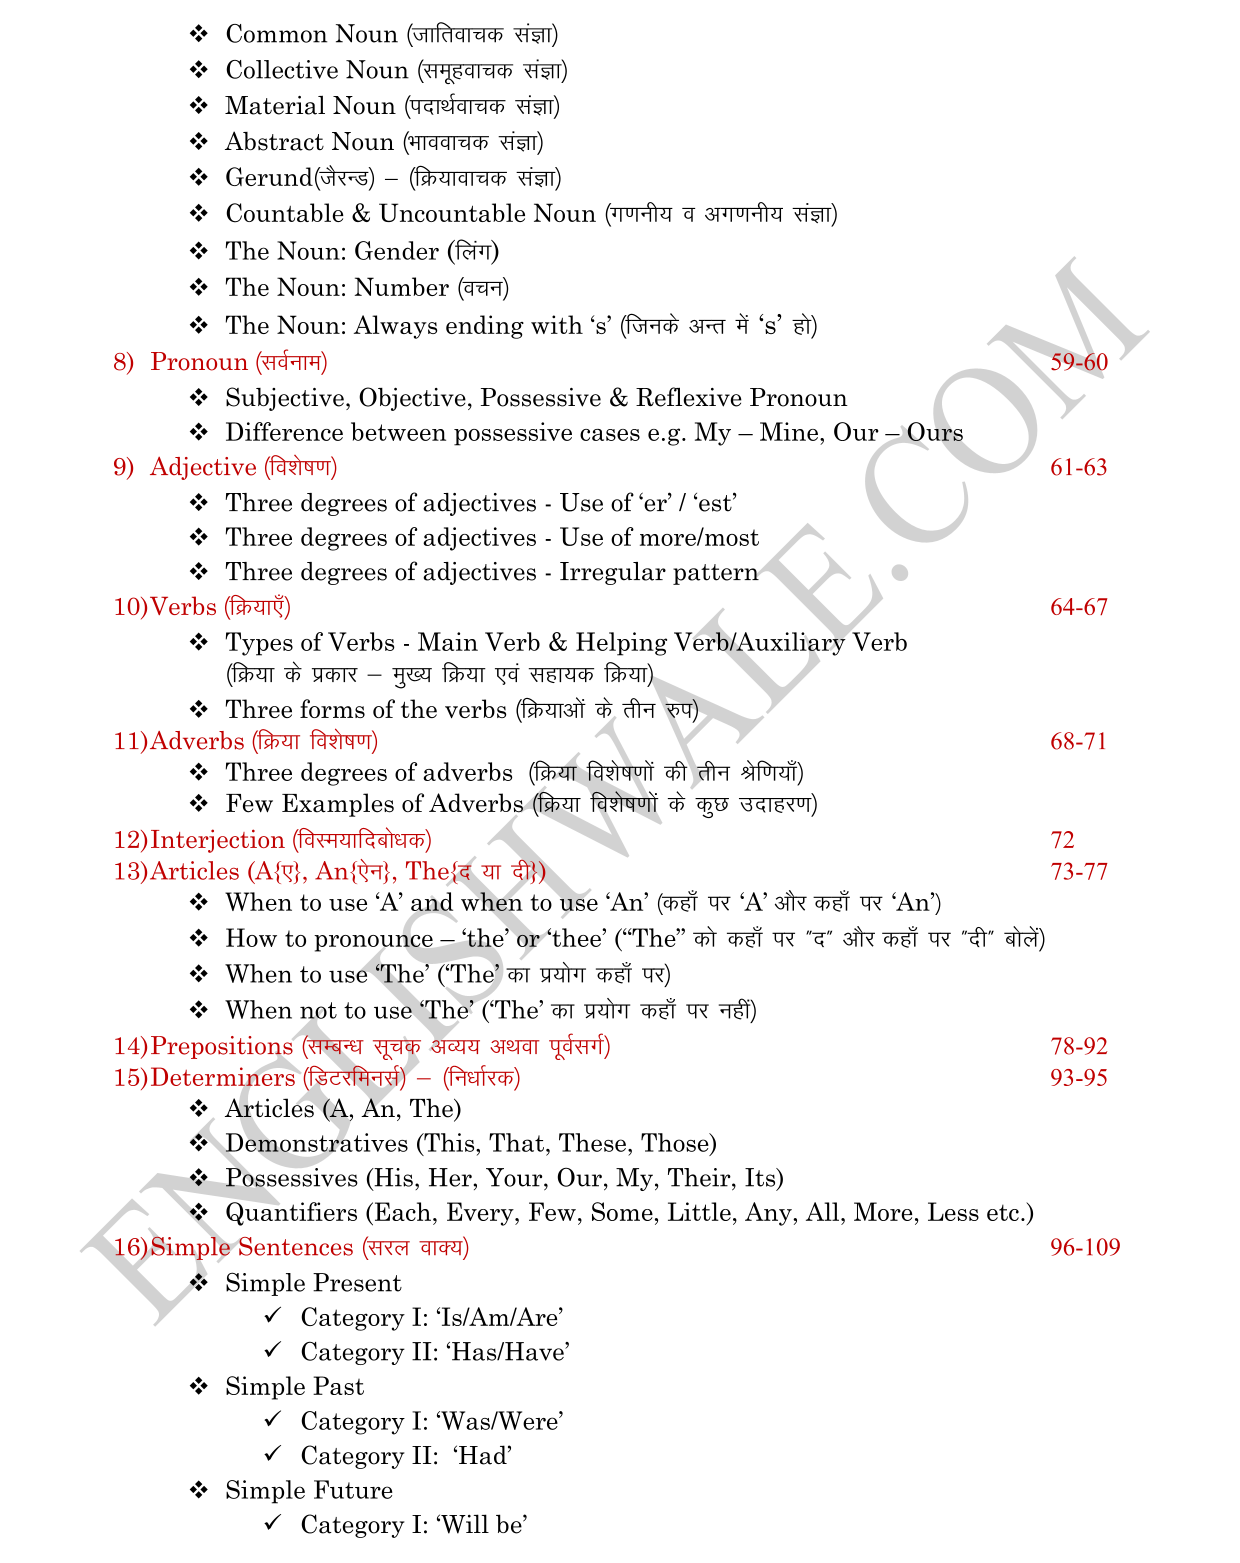 ❖ Common Noun (जातिवाचक संज्ञा)
❖ Collective Noun (समूहवाचक संज्ञा)
❖ Material Noun (पदार्थवाचक संज्ञा)
❖ Abstract Noun (भाववाचक संज्ञा)
❖ Gerund(जैरन्ड) – (क्रियावाचक संज्ञा)
❖ Countable & Uncountable Noun (गणनीय व अगणनीय संज्ञा)
❖ The Noun: Gender (लिंग)
❖ The Noun: Number (वचन)
❖ The Noun: Always ending with ‘s’ (जिनके अन्त में ‘s’ हो)
8) Pronoun (सर्वनाम) 59-60
❖ Subjective, Objective, Possessive & Reflexive Pronoun
❖ Difference between possessive cases e.g. My – Mine, Our – Ours
9) Adjective (विशेषण) 61-63
❖ Three degrees of adjectives - Use of ‘er’ / ‘est’
❖ Three degrees of adjectives - Use of more/most
❖ Three degrees of adjectives - Irregular pattern
10)Verbs (क्रियाएँ) 64-67
❖ Types of Verbs - Main Verb & Helping Verb/Auxiliary Verb
(क्रिया के प्रकार – मुख्य क्रिया एवं सहायक क्रिया)
❖ Three forms of the verbs (क्रियाओं के तीन रुप)
11)Adverbs (क्रिया विशेषण) 68-71
❖ Three degrees of adverbs (क्रिया विशेषणों की तीन श्रेणियाँ)
❖ Few Examples of Adverbs (क्रिया विशेषणों के कुछ उदाहरण)
12)Interjection (विस्मयादिबोधक) 72
13)Articles (A{ए}, An{ऐन}, The{द या दी}) 73-77
❖ When to use ‘A’ and when to use ‘An’ (कहाँ पर ‘A’ और कहाँ पर ‘An’)
❖ How to pronounce – ‘the’ or ‘thee’ (“The” को कहाँ पर ”द” और कहाँ पर ”दी” बोलें)
❖ When to use ‘The’ (‘The’ का प्रयोग कहाँ पर)
❖ When not to use ‘The’ (‘The’ का प्रयोग कहाँ पर नहीं)
14)Prepositions (सम्बन्ध सूचक अव्यय अथवा पूर्वसर्ग) 78-92
15)Determiners (डिटरमिनर्स) – (निर्धारक) 93-95
❖ Articles (A, An, The)
❖ Demonstratives (This, That, These, Those)
❖ Possessives (His, Her, Your, Our, My, Their, Its)
❖ Quantifiers (Each, Every, Few, Some, Little, Any, All, More, Less etc.)
16)Simple Sentences (सरल वाक्य) 96-109
❖ Simple Present
✓ Category I: ‘Is/Am/Are’
✓ Category II: ‘Has/Have’
❖ Simple Past
✓ Category I: ‘Was/Were’
✓ Category II: ‘Had’
❖ Simple Future
✓ Category I: ‘Will be’
ENGLISHWALE.COM